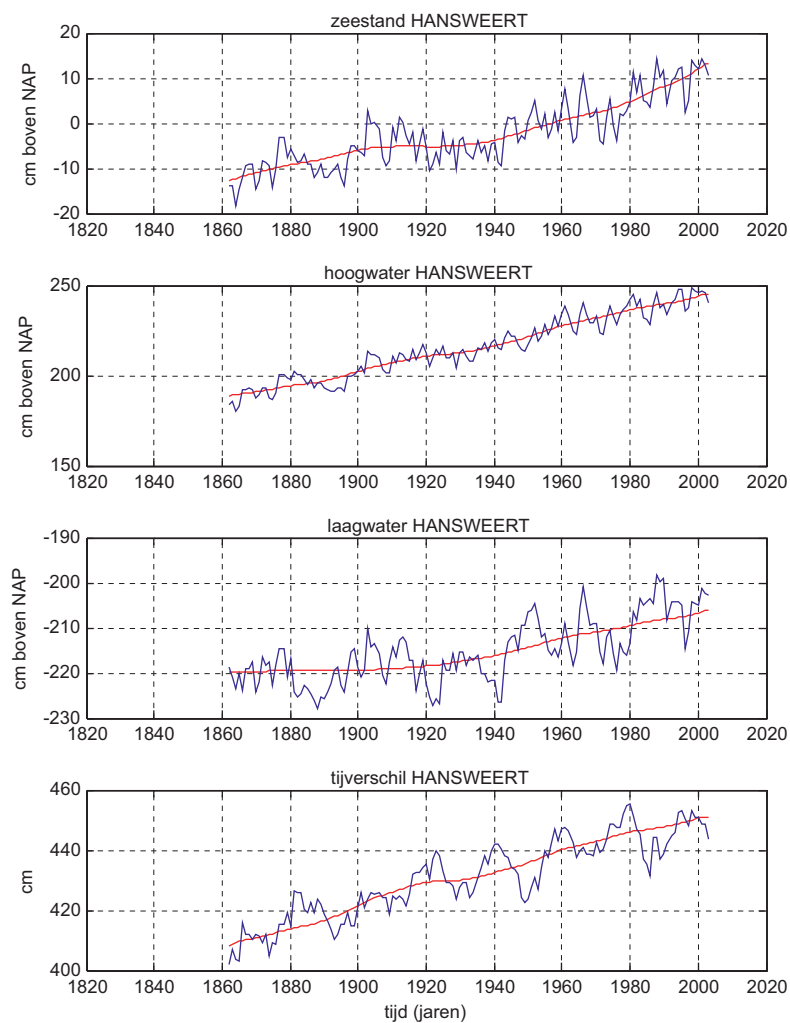 zeestand HANSWEERT
20
10
0
-10
-20
cm boven NAP
1820 1840 1860 1880 1900 1920 1940 1960 1980 2000 2020
hoogwater HANSWEERT
250
200
150
cm boven NAP
1820 1840 1860 1880 1900 1920 1940 1960 1980 2000 2020
laagwater HANSWEERT
-190
-200
-210
-220
-230
cm boven NAP
1820 1840 1860 1880 1900 1920 1940 1960 1980 2000 2020
tijverschil HANSWEERT
460
440
420
400
cm
1820 1840 1860 1880 1900 1920 1940 1960 1980 2000 2020
tijd (jaren)